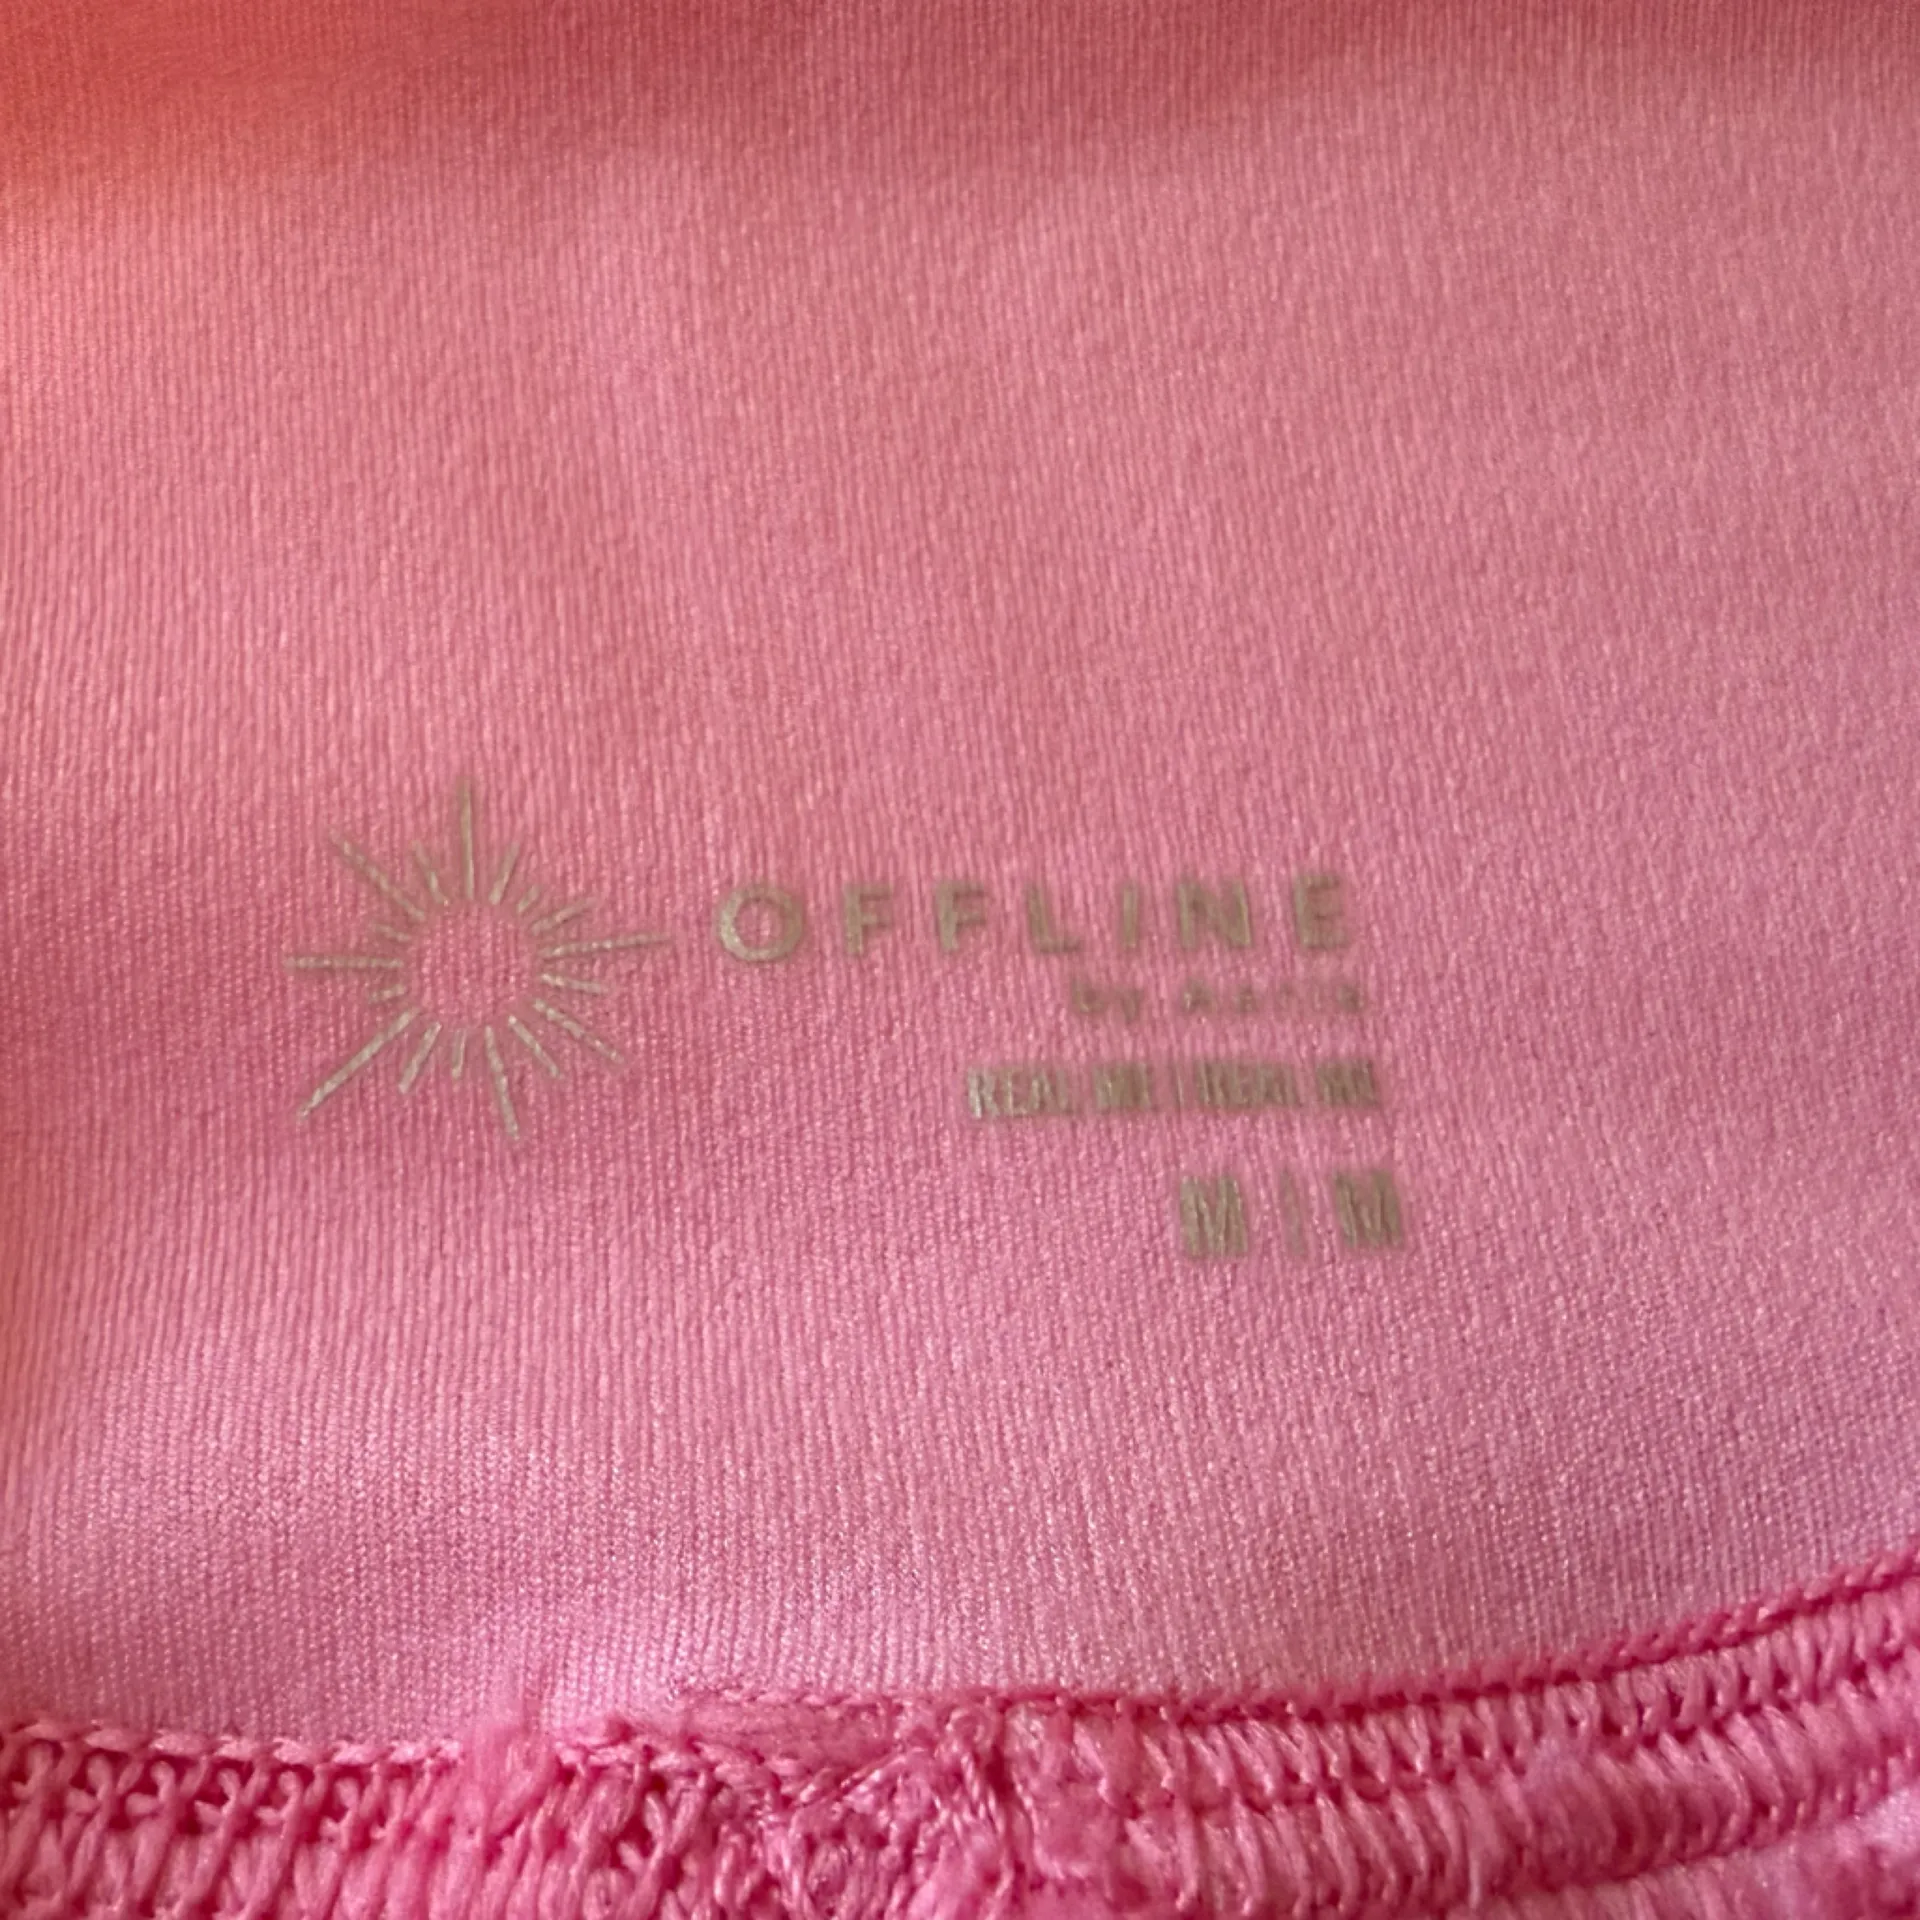 OFFLINE
by Aerie
REAL ME | REAL ME
M | M